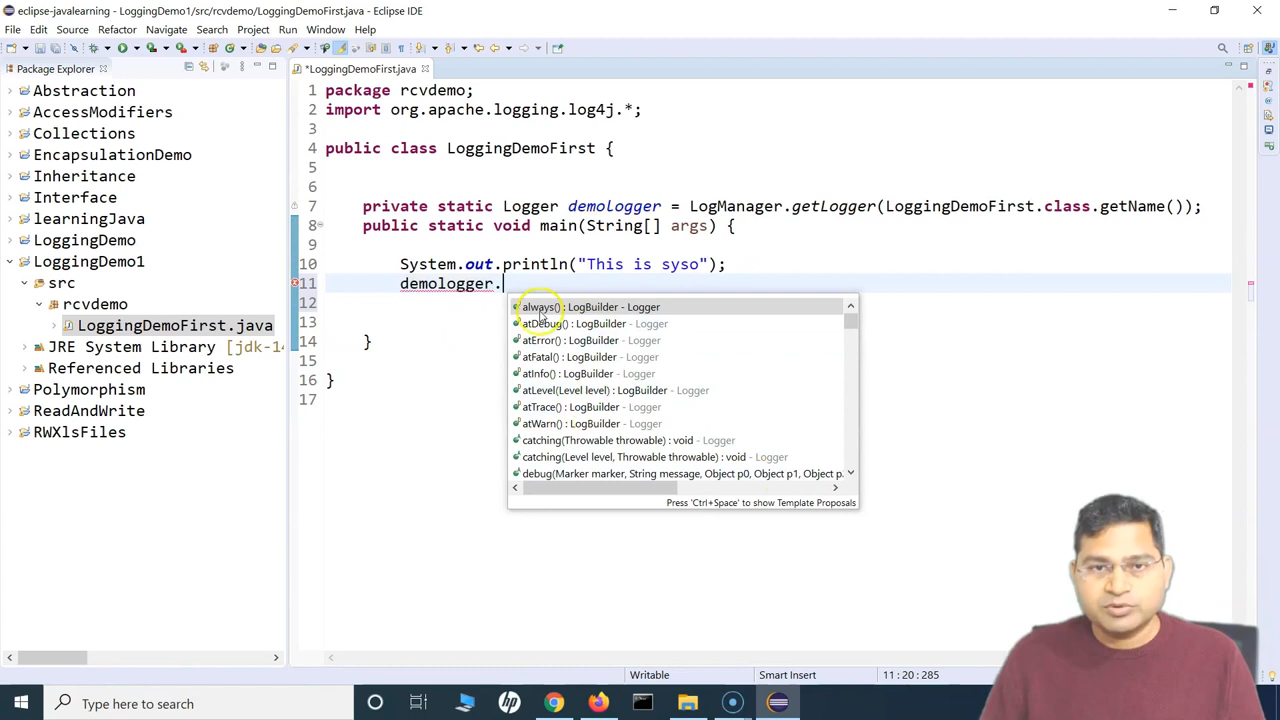 eclipse-javalearning - LoggingDemo1/src/rcvdemo/LoggingDemoFirst.java - Eclipse IDE
File Edit Source Refactor Navigate Search Project Run Window Help
Package Explorer
*LoggingDemoFirst.java
Abstraction
AccessModifiers
Collections
EncapsulationDemo
Inheritance
Interface
learningJava
LoggingDemo
LoggingDemo1
src
rcvdemo
LoggingDemoFirst.java
JRE System Library [jdk-14
Referenced Libraries
Polymorphism
ReadAndWrite
RWXlsFiles
1 package rcvdemo;
2 import org.apache.logging.log4j.*;
3
4 public class LoggingDemoFirst {
5
6
7 private static Logger demologger = LogManager.getLogger(LoggingDemoFirst.class.getName());
8 public static void main(String[] args) {
9
10 System.out.println("This is syso");
11 demologger.
12
13
14 }
15
16 }
17
always() : LogBuilder - Logger
atDebug() : LogBuilder - Logger
atError() : LogBuilder - Logger
atFatal() : LogBuilder - Logger
atInfo() : LogBuilder - Logger
atLevel(Level level) : LogBuilder - Logger
atTrace() : LogBuilder - Logger
atWarn() : LogBuilder - Logger
catching(Throwable throwable) : void - Logger
catching(Level level, Throwable throwable) : void - Logger
debug(Marker marker, String message, Object p0, Object p1, Object p.
Press 'Ctrl+Space' to show Template Proposals
Writable Smart Insert 11 : 20 : 285
Type here to search
hp